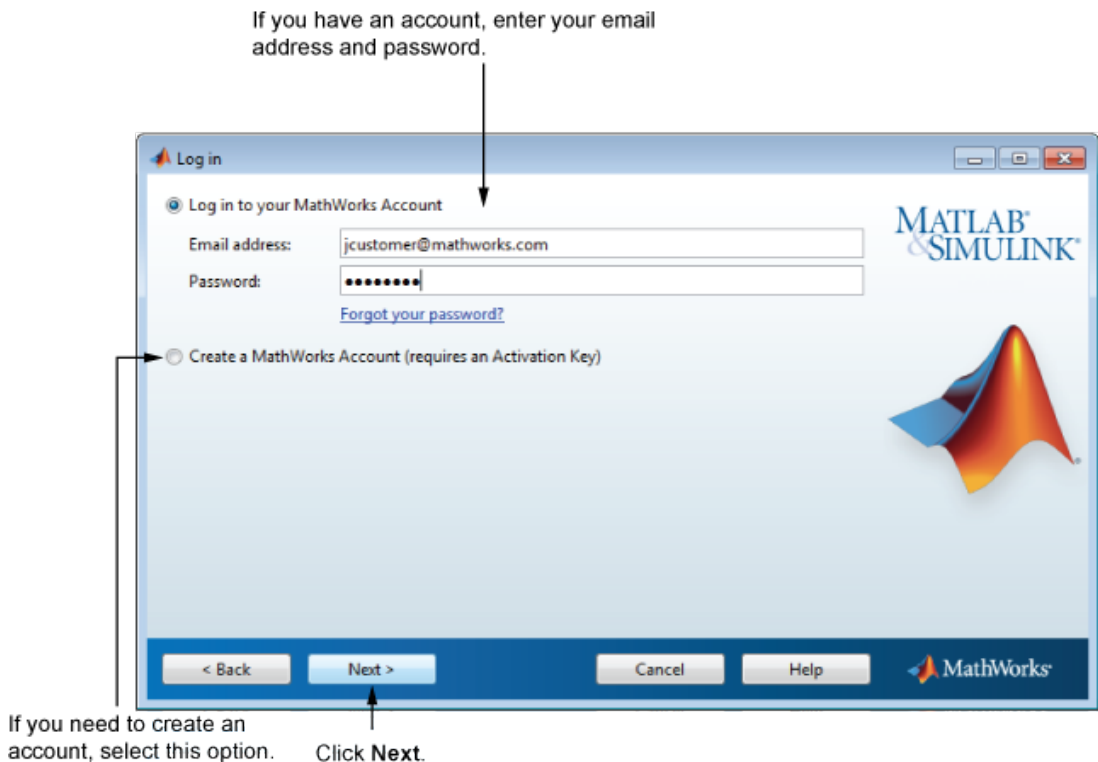 If you have an account, enter your email
address and password.
Log in
Log in to your MathWorks Account
Email address:
jcustomer@mathworks.com
Password:
••••••••
Forgot your password?
Create a MathWorks Account (requires an Activation Key)
MATLAB®
&SIMULINK®
®
< Back
Next >
Cancel
Help
MathWorks®
If you need to create an
account, select this option.
Click Next.